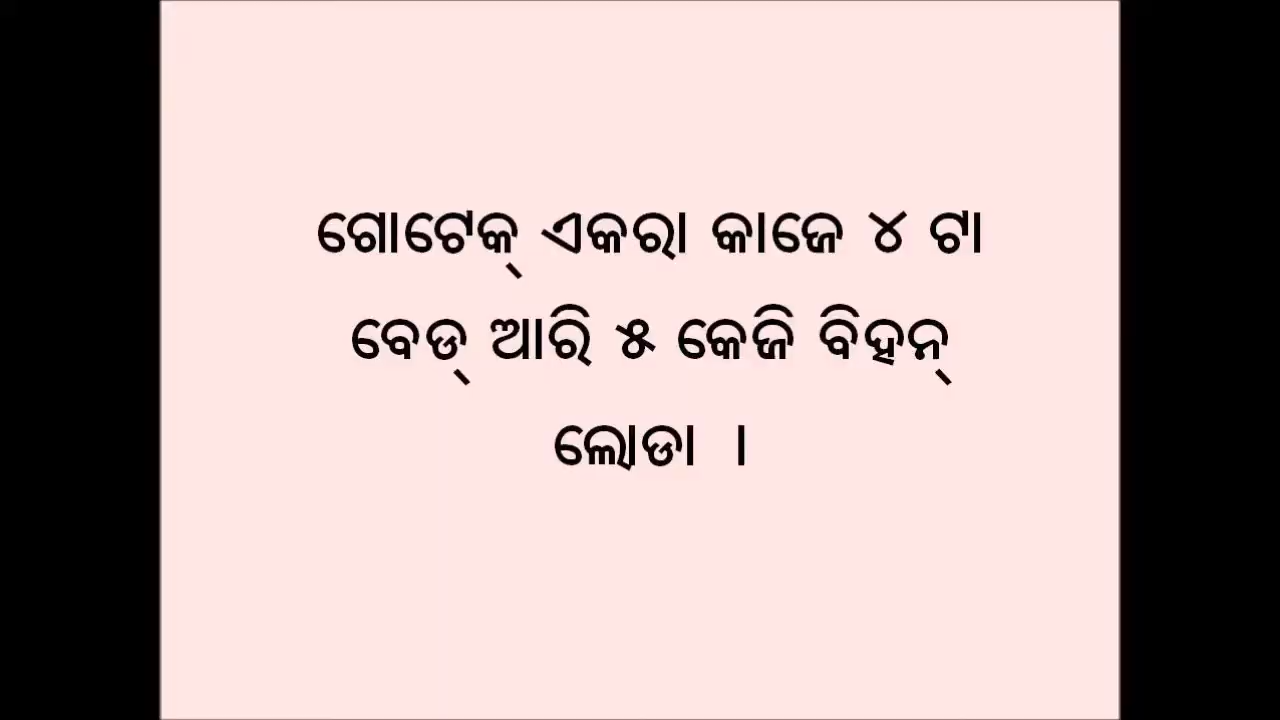 ଗୋଟେକ୍ ଏକରା କାଜେ ୪ ଟା
ବେଡ୍ ଆରି ୫ କେଜି ବିହନ୍
ଲୋଡା ।